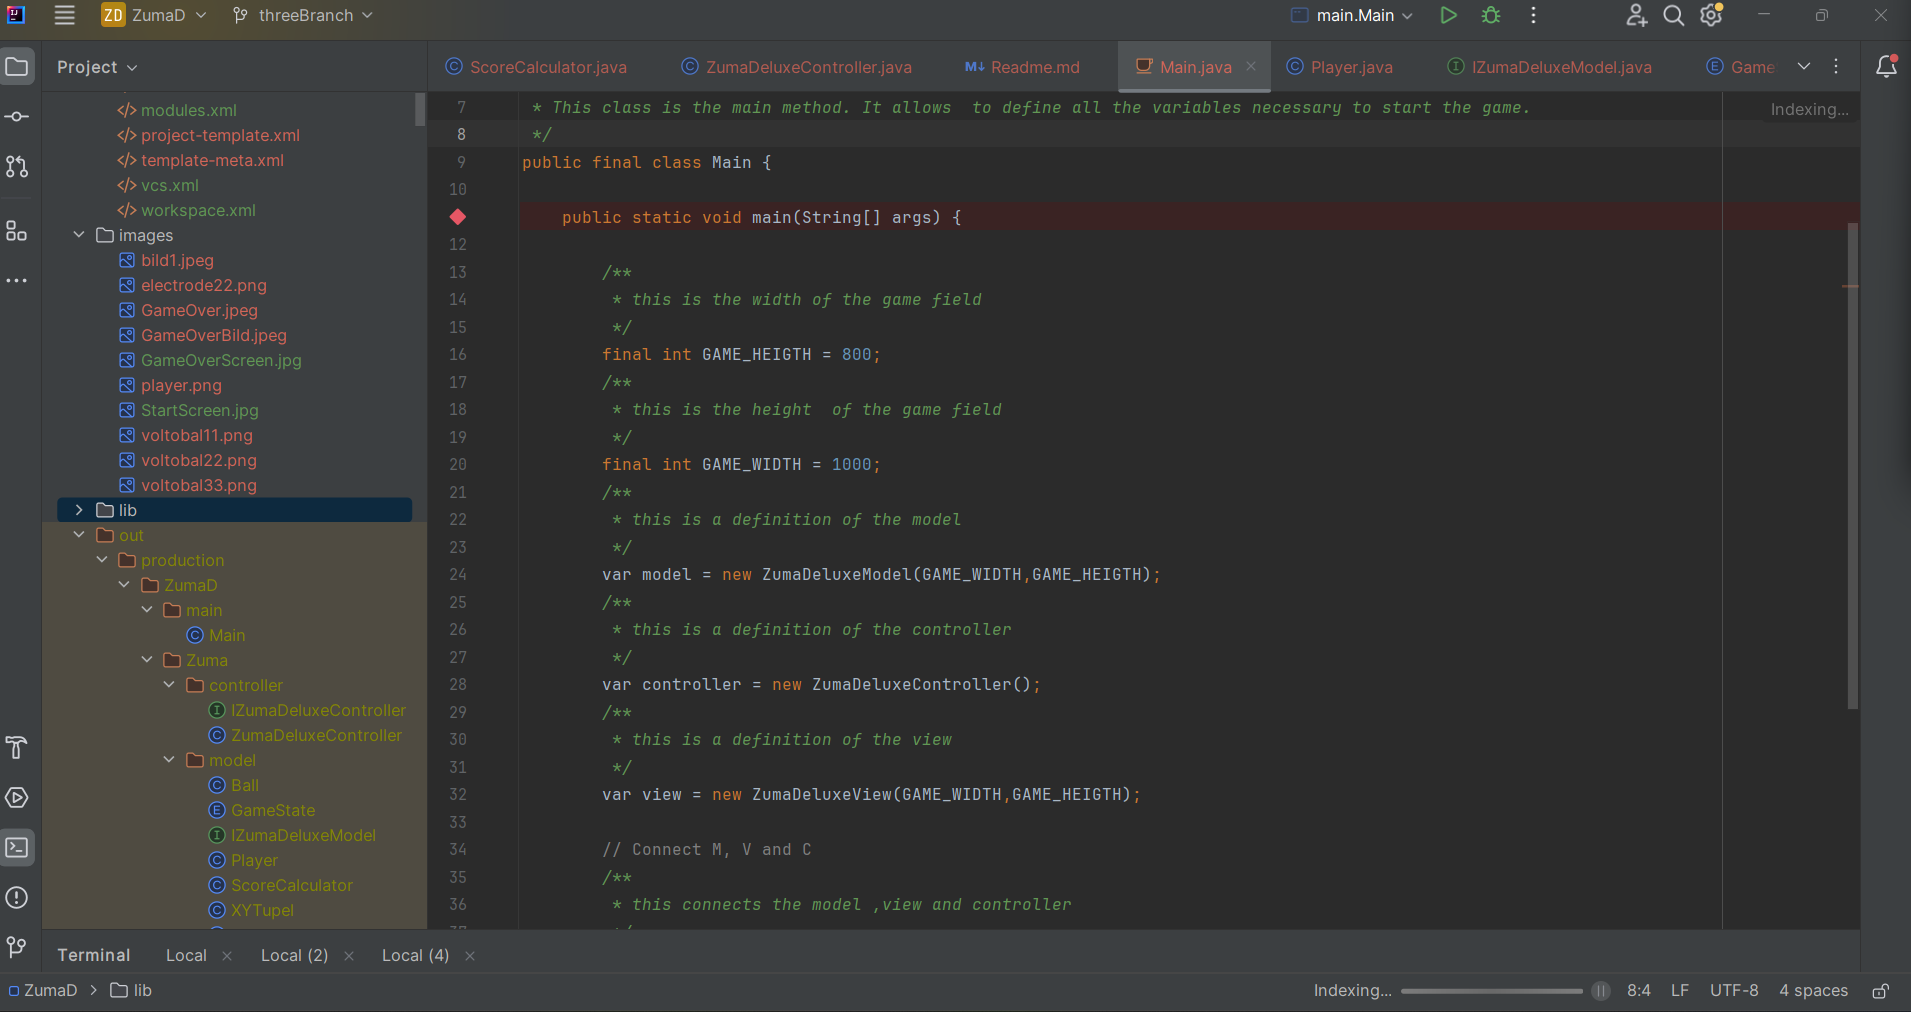 ZD ZumaD threeBranch main.Main
Project
ScoreCalculator.java ZumaDeluxeController.java M↓ Readme.md Main.java Player.java IZumaDeluxeModel.java Game
Indexing...
modules.xml
project-template.xml
template-meta.xml
vcs.xml
workspace.xml
images
bild1.jpeg
electrode22.png
GameOver.jpeg
GameOverBild.jpeg
GameOverScreen.jpg
player.png
StartScreen.jpg
voltobal11.png
voltobal22.png
voltobal33.png
lib
out
production
ZumaD
main
Main
Zuma
controller
IZumaDeluxeController
ZumaDeluxeController
model
Ball
GameState
IZumaDeluxeModel
Player
ScoreCalculator
XYTupel
7 * This class is the main method. It allows  to define all the variables necessary to start the game.
8 */
9 public final class Main {
10
public static void main(String[] args) {
12
13 /**
14 * this is the width of the game field
15 */
16 final int GAME_HEIGTH = 800;
17 /**
18 * this is the height  of the game field
19 */
20 final int GAME_WIDTH = 1000;
21 /**
22 * this is a definition of the model
23 */
24 var model = new ZumaDeluxeModel(GAME_WIDTH,GAME_HEIGTH);
25 /**
26 * this is a definition of the controller
27 */
28 var controller = new ZumaDeluxeController();
29 /**
30 * this is a definition of the view
31 */
32 var view = new ZumaDeluxeView(GAME_WIDTH,GAME_HEIGTH);
33
34 // Connect M, V and C
35 /**
36 * this connects the model ,view and controller
Terminal Local Local (2) Local (4)
ZumaD > lib Indexing... 8:4 LF UTF-8 4 spaces